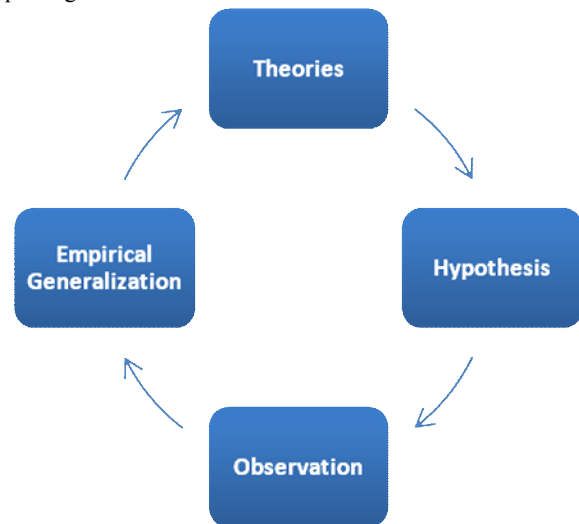 Theories
Empirical
Generalization
Hypothesis
Observation